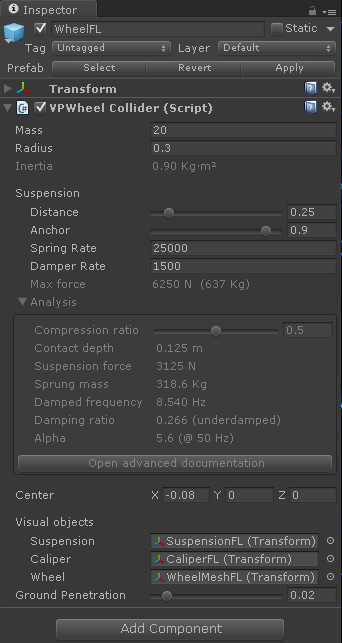 Inspector
WheelFL Static
Tag Untagged Layer Default
Prefab Select Revert Apply
Transform
VPWheel Collider (Script)
Mass 20
Radius 0.3
Inertia 0.90 Kg·m²
Suspension
Distance 0.25
Anchor 0.9
Spring Rate 25000
Damper Rate 1500
Max force 6250 N (637 Kg)
Analysis
Compression ratio 0.5
Contact depth 0.125 m
Suspension force 3125 N
Sprung mass 318.6 Kg
Damped frequency 8.540 Hz
Damping ratio 0.266 (underdamped)
Alpha 5.6 (@ 50 Hz)
Open advanced documentation
Center X -0.08 Y 0 Z 0
Visual objects
Suspension SuspensionFL (Transform)
Caliper CaliperFL (Transform)
Wheel WheelMeshFL (Transform)
Ground Penetration 0.02
Add Component